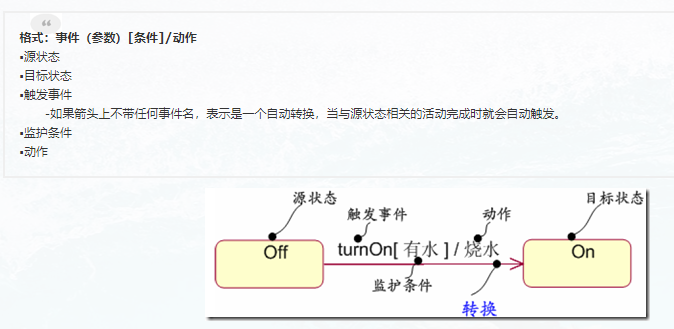 格式：事件（参数）[条件]/动作
▪源状态
▪目标状态
▪触发事件
-如果箭头上不带任何事件名，表示是一个自动转换，当与源状态相关的活动完成时就会自动触发。
▪监护条件
▪动作
源状态
目标状态
触发事件
动作
Off
turnOn[ 有水 ] / 烧水
On
监护条件
转换